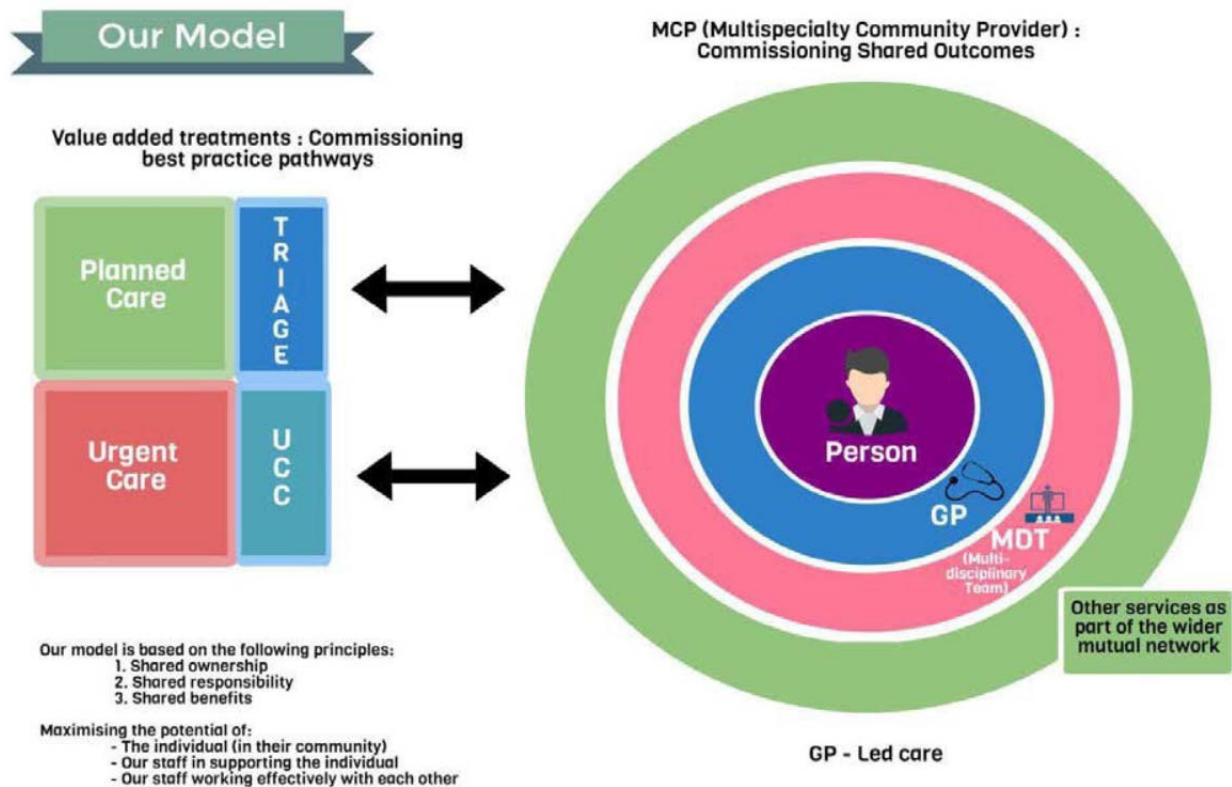 Our Model
MCP (Multispecialty Community Provider) :
Commissioning Shared Outcomes
Value added treatments : Commissioning
best practice pathways
Planned
Care
TRIAGE
Urgent
Care
UCC
Person
GP
MDT
(Multi-
disciplinary
Team)
Other services as
part of the wider
mutual network
Our model is based on the following principles:
1. Shared ownership
2. Shared responsibility
3. Shared benefits
Maximising the potential of:
- The individual (in their community)
- Our staff in supporting the individual
- Our staff working effectively with each other
GP - Led care